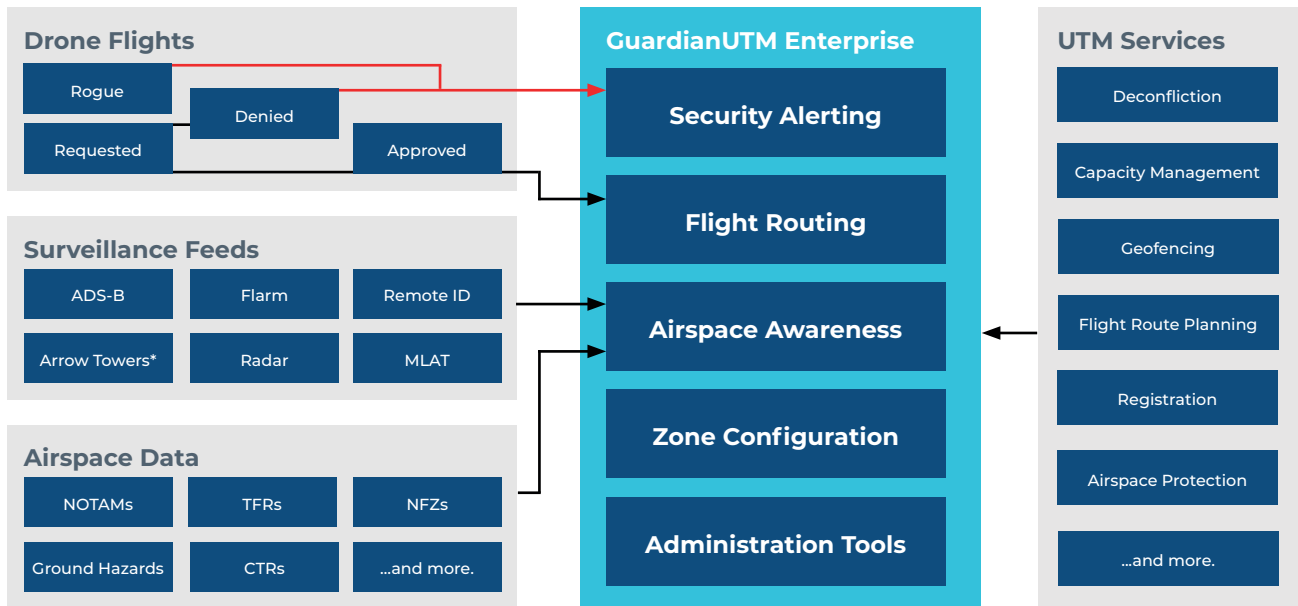 Drone Flights
Rogue
Denied
Requested
Approved
Surveillance Feeds
ADS-B
Flarm
Remote ID
Arrow Towers*
Radar
MLAT
Airspace Data
NOTAMs
TFRs
NFZs
Ground Hazards
CTRs
...and more.
GuardianUTM Enterprise
Security Alerting
Flight Routing
Airspace Awareness
Zone Configuration
Administration Tools
UTM Services
Deconfliction
Capacity Management
Geofencing
Flight Route Planning
Registration
Airspace Protection
...and more.